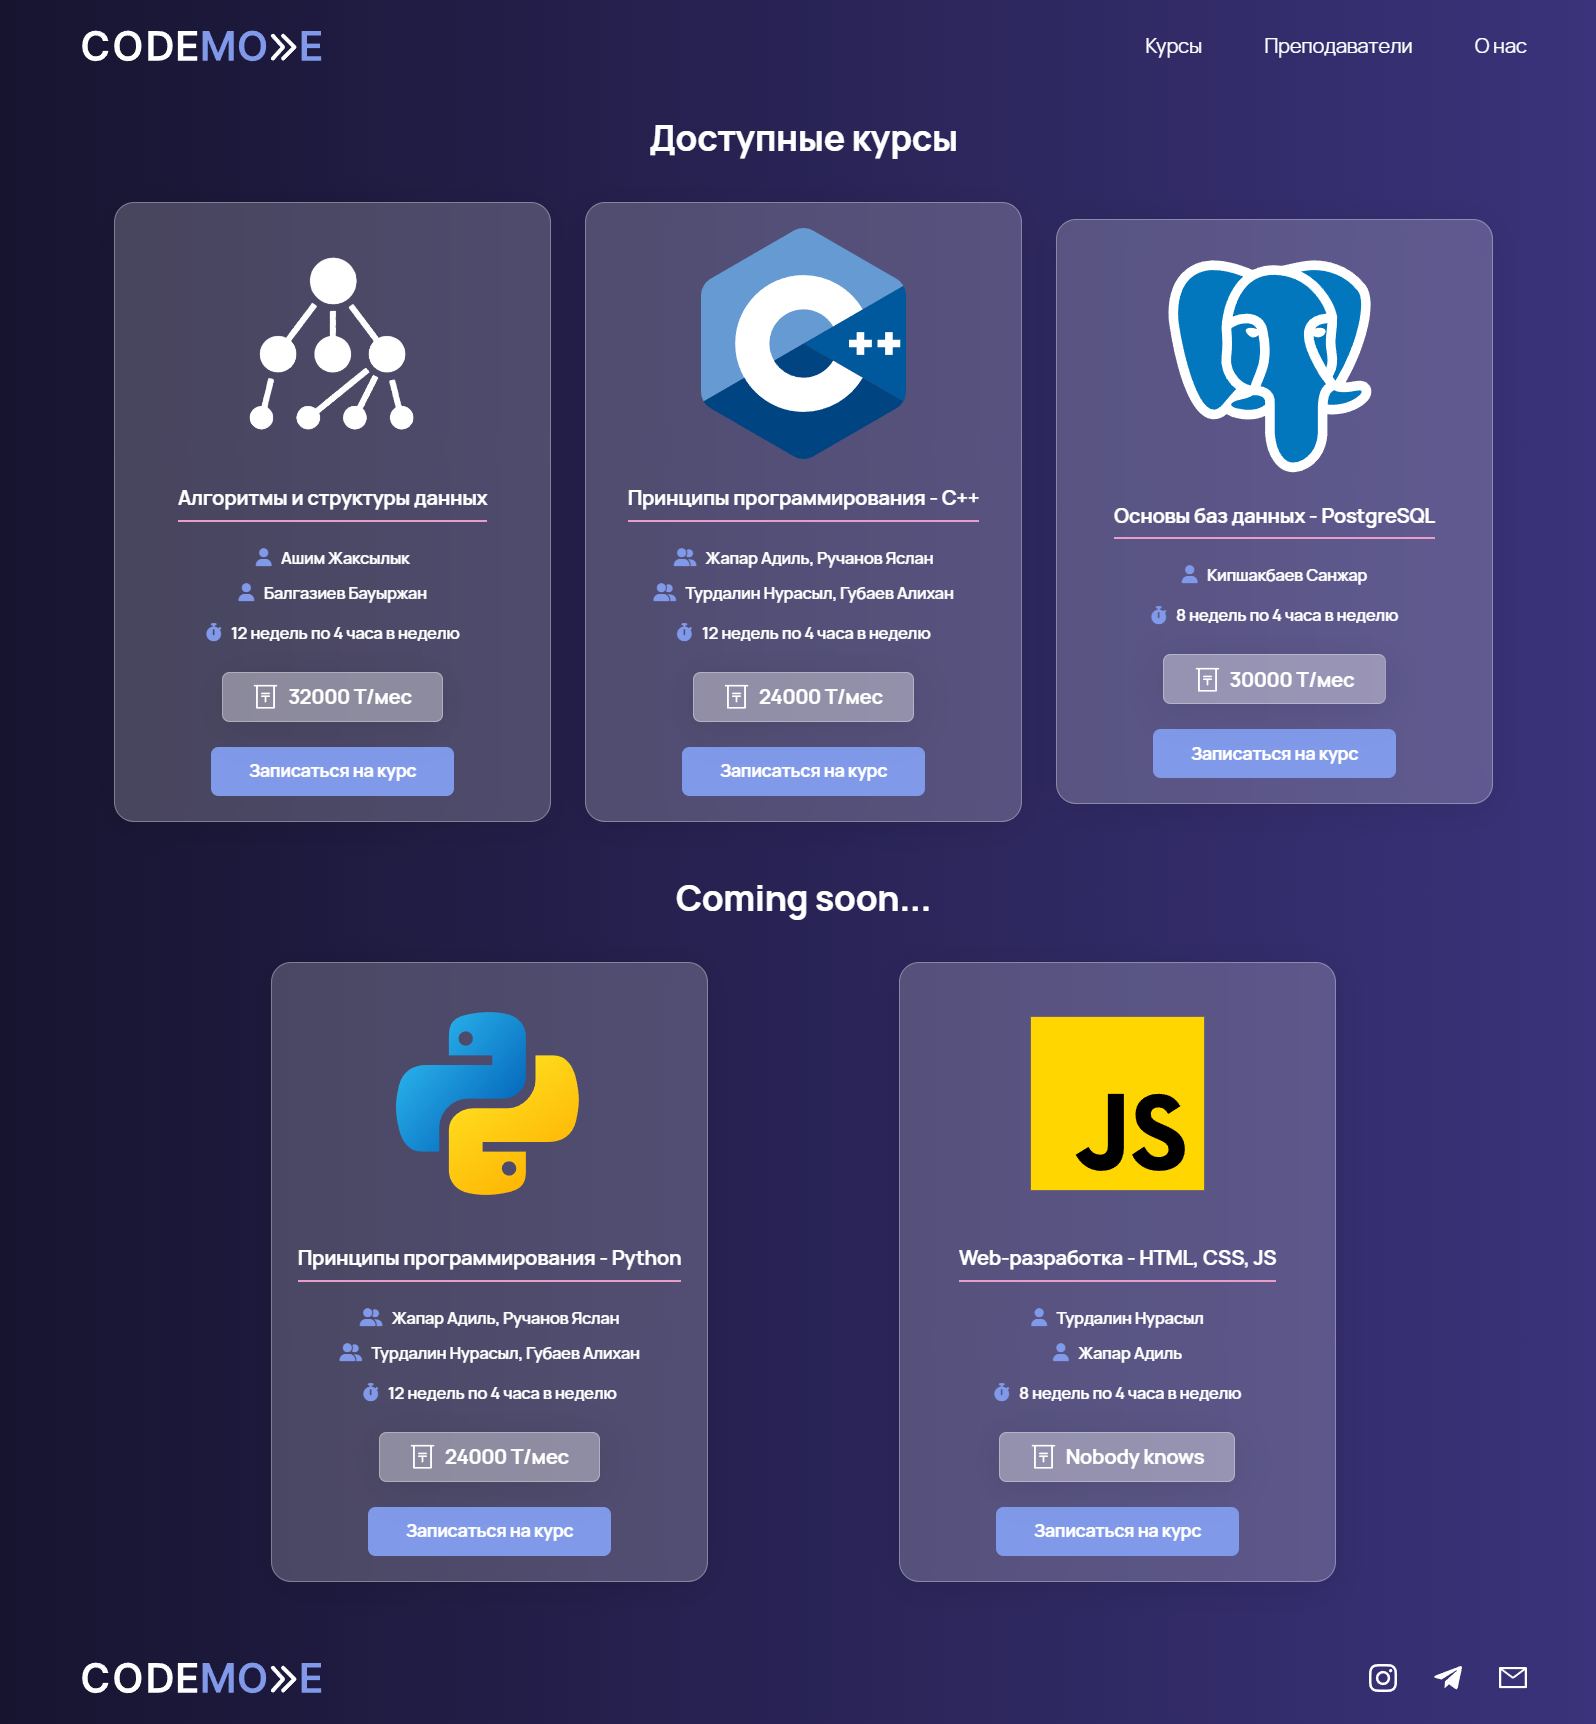 CODEMO»E
Курсы
Преподаватели
О нас
Доступные курсы
Алгоритмы и структуры данных
Ашим Жаксылык
Балгазиев Бауыржан
12 недель по 4 часа в неделю
₸ 32000 Т/мес
Записаться на курс
C++
Принципы программирования - C++
Жапар Адиль, Ручанов Яслан
Турдалин Нурасыл, Губаев Алихан
12 недель по 4 часа в неделю
₸ 24000 Т/мес
Записаться на курс
Основы баз данных - PostgreSQL
Кипшакбаев Санжар
8 недель по 4 часа в неделю
₸ 30000 Т/мес
Записаться на курс
Coming soon...
Принципы программирования - Python
Жапар Адиль, Ручанов Яслан
Турдалин Нурасыл, Губаев Алихан
12 недель по 4 часа в неделю
₸ 24000 Т/мес
Записаться на курс
JS
Web-разработка - HTML, CSS, JS
Турдалин Нурасыл
Жапар Адиль
8 недель по 4 часа в неделю
₸ Nobody knows
Записаться на курс
CODEMO»E